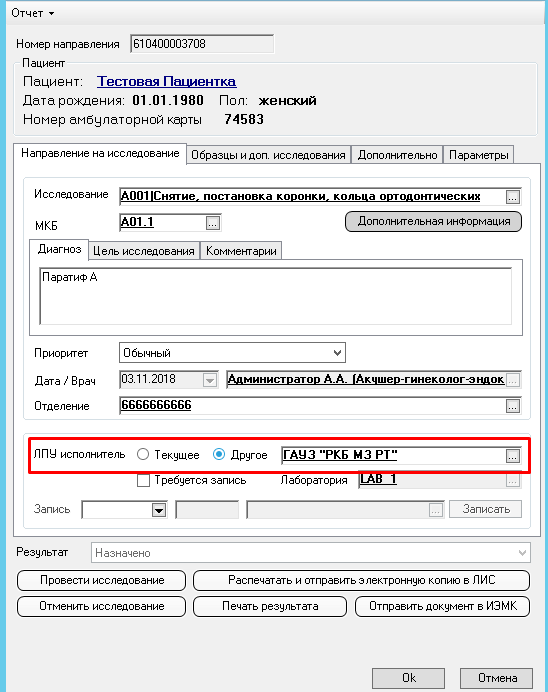 Отчет
Номер направления 610400003708
Пациент
Пациент: Тестовая Пациентка
Дата рождения: 01.01.1980 Пол: женский
Номер амбулаторной карты 74583
Направление на исследование Образцы и доп. исследования Дополнительно Параметры
Исследование A001|Снятие, постановка коронки, кольца ортодонтических ...
МКБ A01.1 ... Дополнительная информация
Диагноз Цель исследования Комментарии
Паратиф А
Приоритет Обычный
Дата / Врач 03.11.2018 Администратор А.А. (Акушер-гинеколог-эндок ...
Отделение 6666666666 ...
ЛПУ исполнитель Текущее Другое ГАУЗ "РКБ МЗ РТ" ...
Требуется запись Лаборатория LAB_1 ...
Запись ... Записать
Результат Назначено
Провести исследование Распечатать и отправить электронную копию в ЛИС
Отменить исследование Печать результата Отправить документ в ИЭМК
Ok Отмена